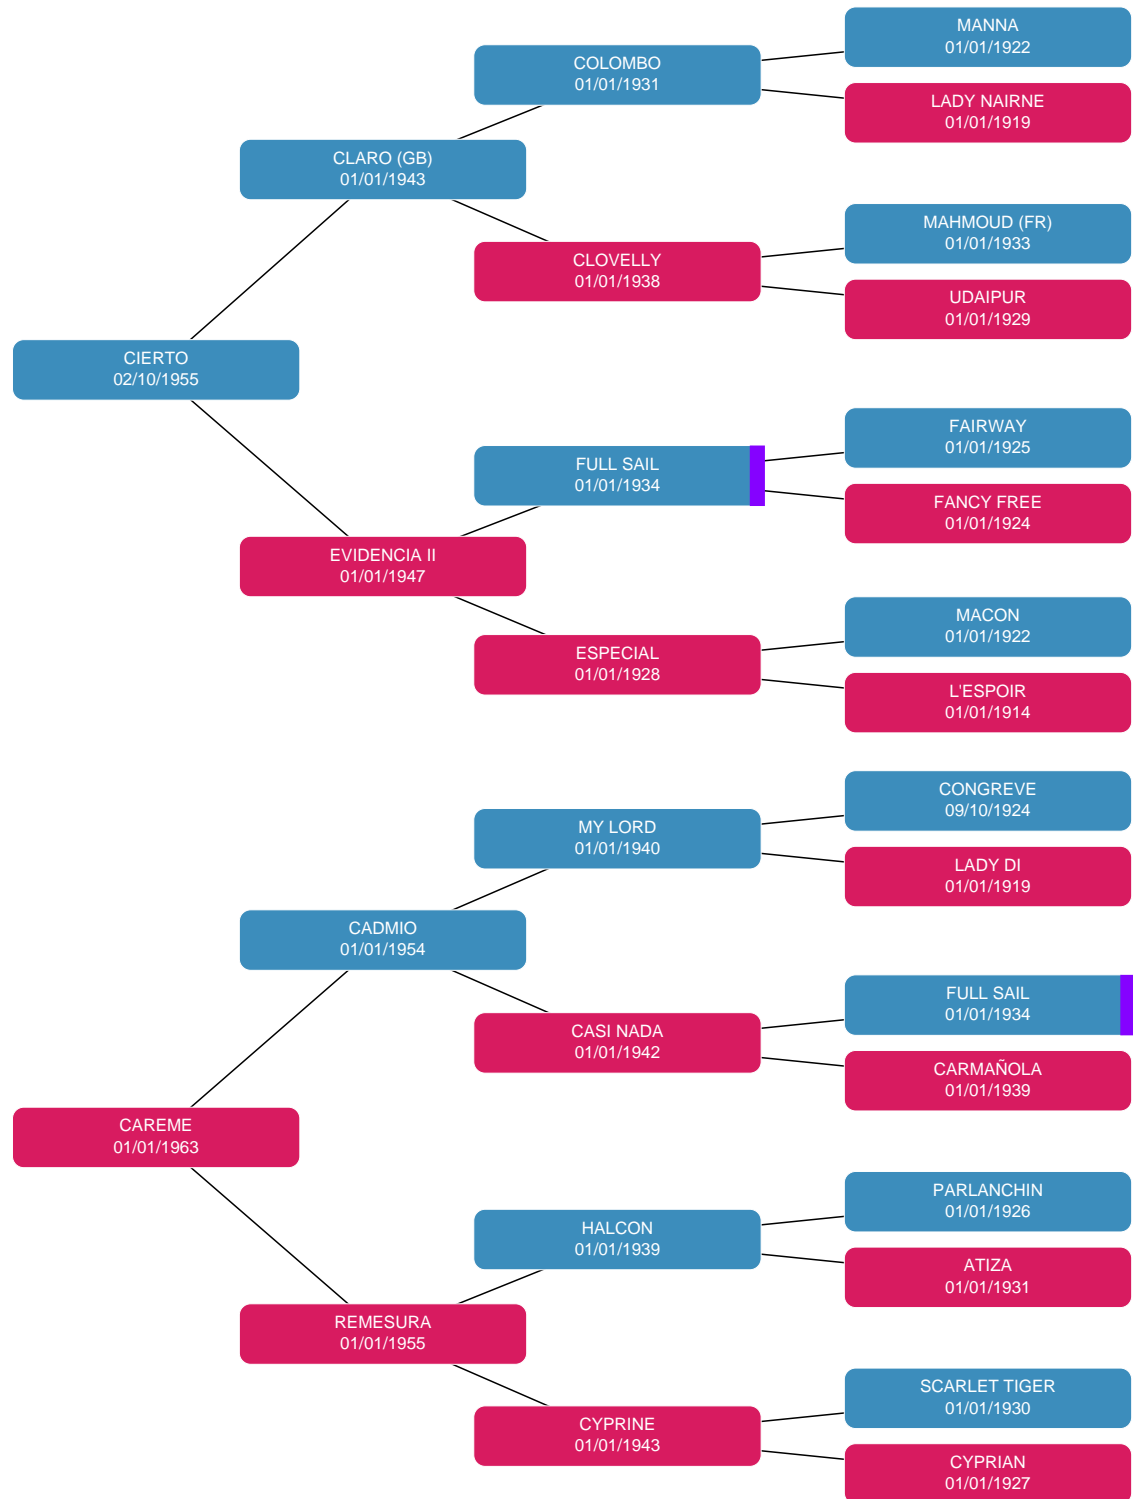 MANNA
01/01/1922
COLOMBO
01/01/1931
LADY NAIRNE
01/01/1919
CLARO (GB)
01/01/1943
MAHMOUD (FR)
01/01/1933
CLOVELLY
01/01/1938
UDAIPUR
01/01/1929
CIERTO
02/10/1955
FAIRWAY
01/01/1925
FULL SAIL
01/01/1934
FANCY FREE
01/01/1924
EVIDENCIA II
01/01/1947
MACON
01/01/1922
ESPECIAL
01/01/1928
L'ESPOIR
01/01/1914
CONGREVE
09/10/1924
MY LORD
01/01/1940
LADY DI
01/01/1919
CADMIO
01/01/1954
FULL SAIL
01/01/1934
CASI NADA
01/01/1942
CARMAÑOLA
01/01/1939
CAREME
01/01/1963
PARLANCHIN
01/01/1926
HALCON
01/01/1939
ATIZA
01/01/1931
REMESURA
01/01/1955
SCARLET TIGER
01/01/1930
CYPRINE
01/01/1943
CYPRIAN
01/01/1927